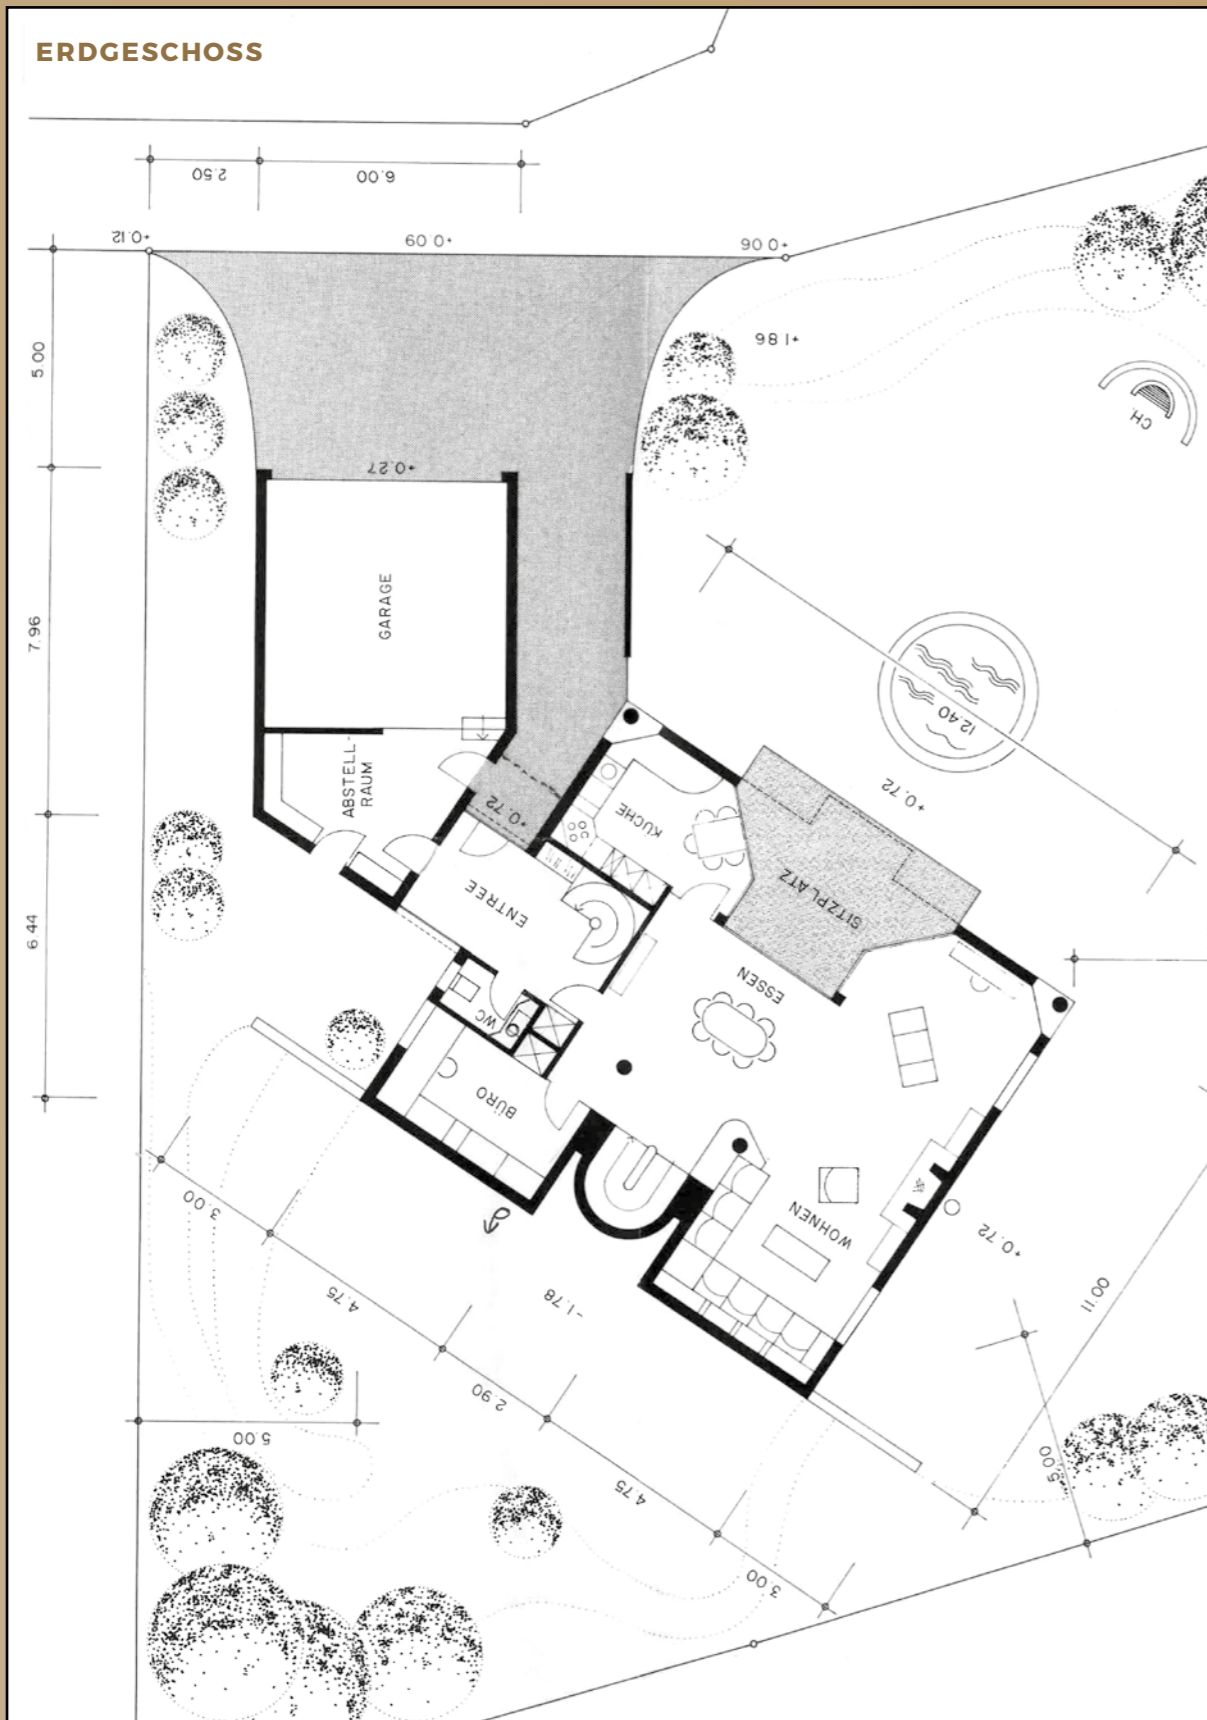 ERDGESCHOSS
2.50
6.00
+0.12
+0.09
+0.06
5.00
+1.86
CH.
+0.27
7.96
GARAGE
12.40
ABSTELL-
RAUM
+0.72
+0.72
KÜCHE
SITZPLATZ
ENTREE
6.44
ESSEN
WC
BÜRO
WOHNEN
+0.72
3.00
4.75
-1.78
11.00
2.90
5.00
4.75
5.00
3.00